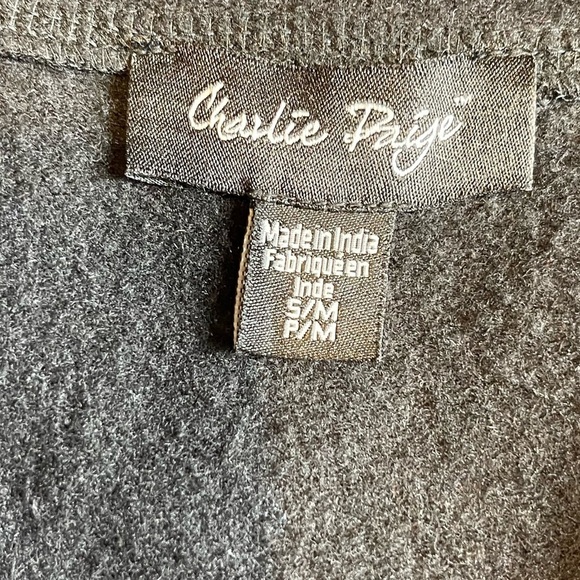 Charlie Paige™
Made in India
Fabriqué en
Inde
S/M
P/M